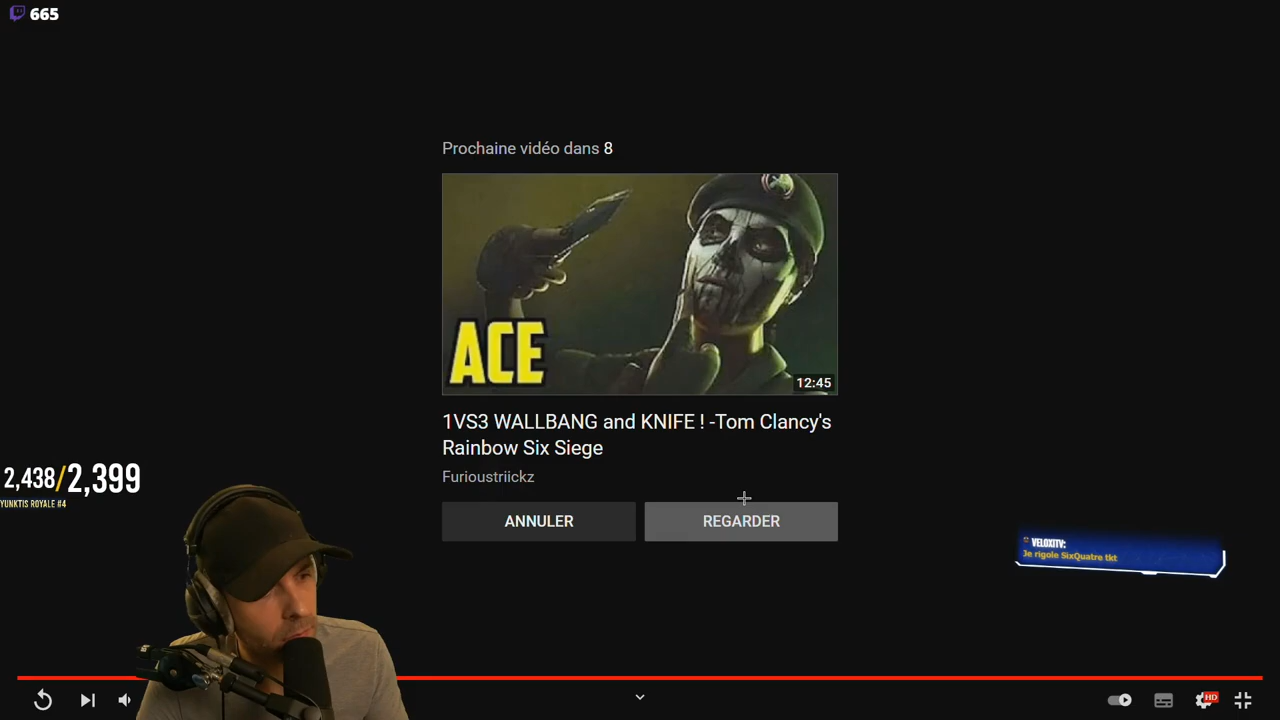 665
Prochaine vidéo dans 8
ACE
12:45
1VS3 WALLBANG and KNIFE ! -Tom Clancy's
Rainbow Six Siege
Furioustriickz
2,438/2,399
YUNKTIS ROYALE #4
ANNULER
REGARDER
VELOXITV:
Je rigole SixQuatre tkt
HD